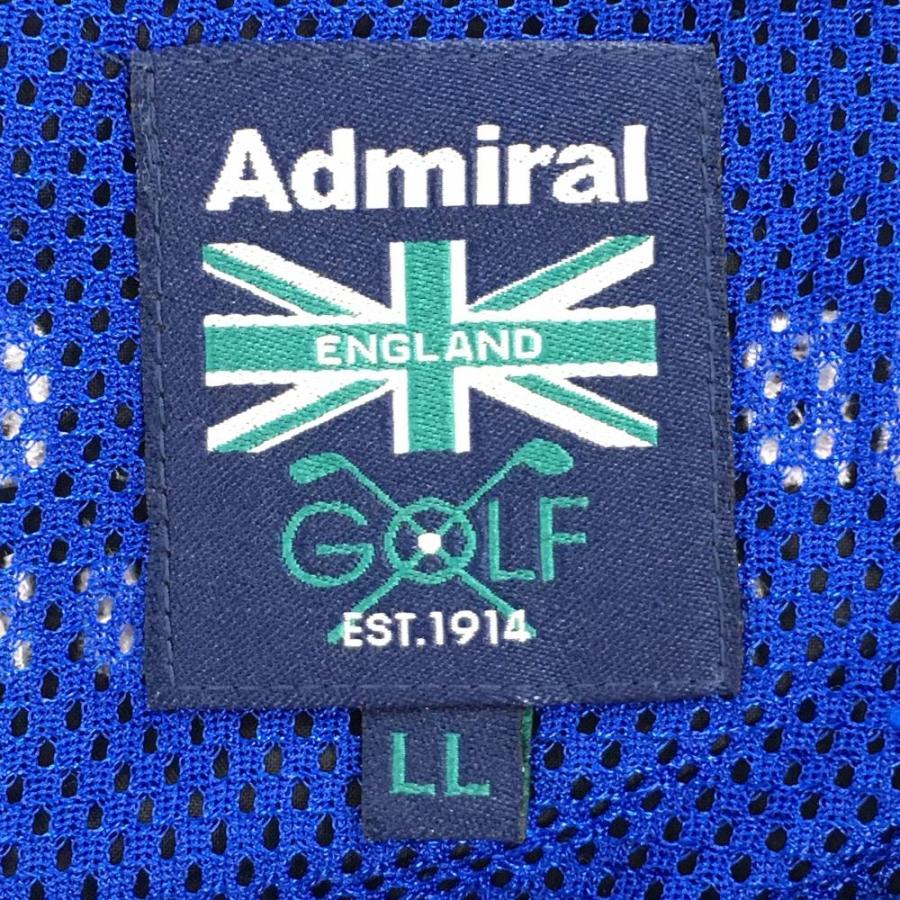 Admiral
ENGLAND
GOLF
EST.1914
LL